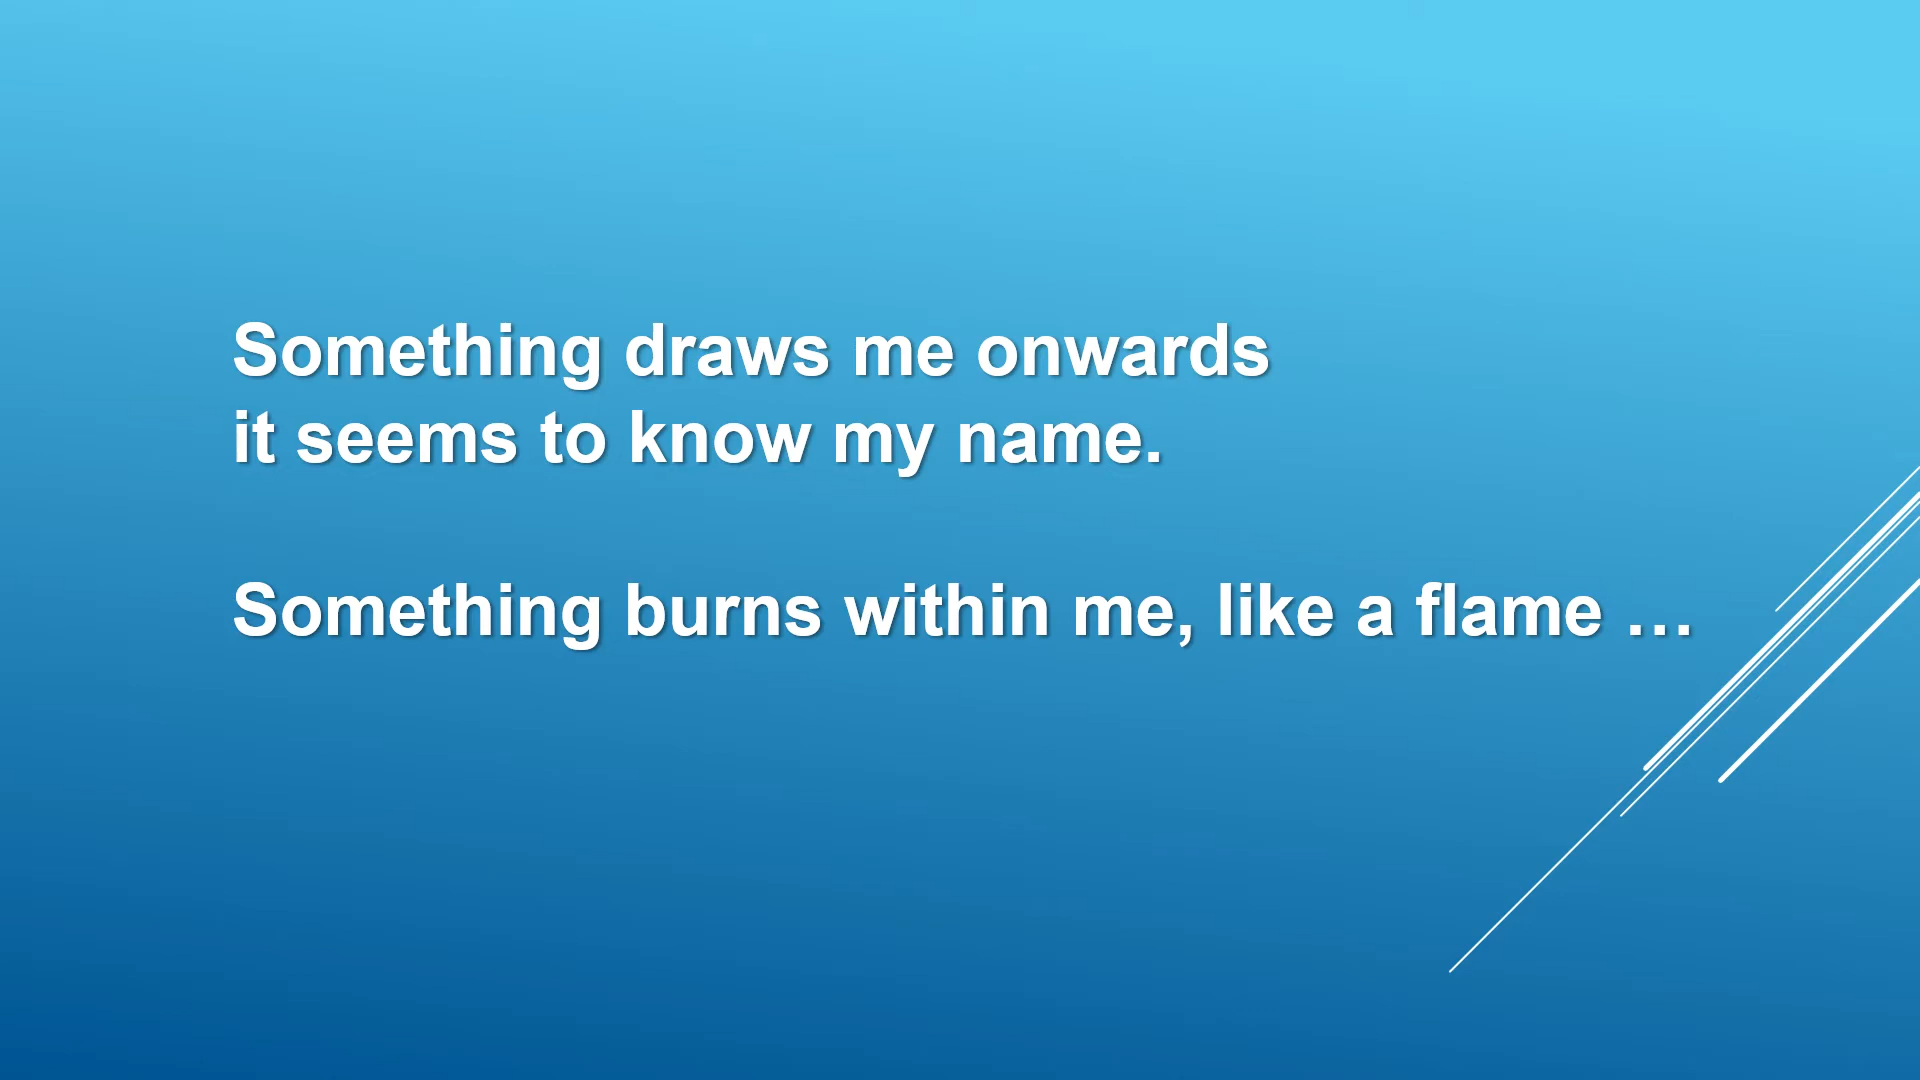 Something draws me onwards
it seems to know my name.
Something burns within me, like a flame …